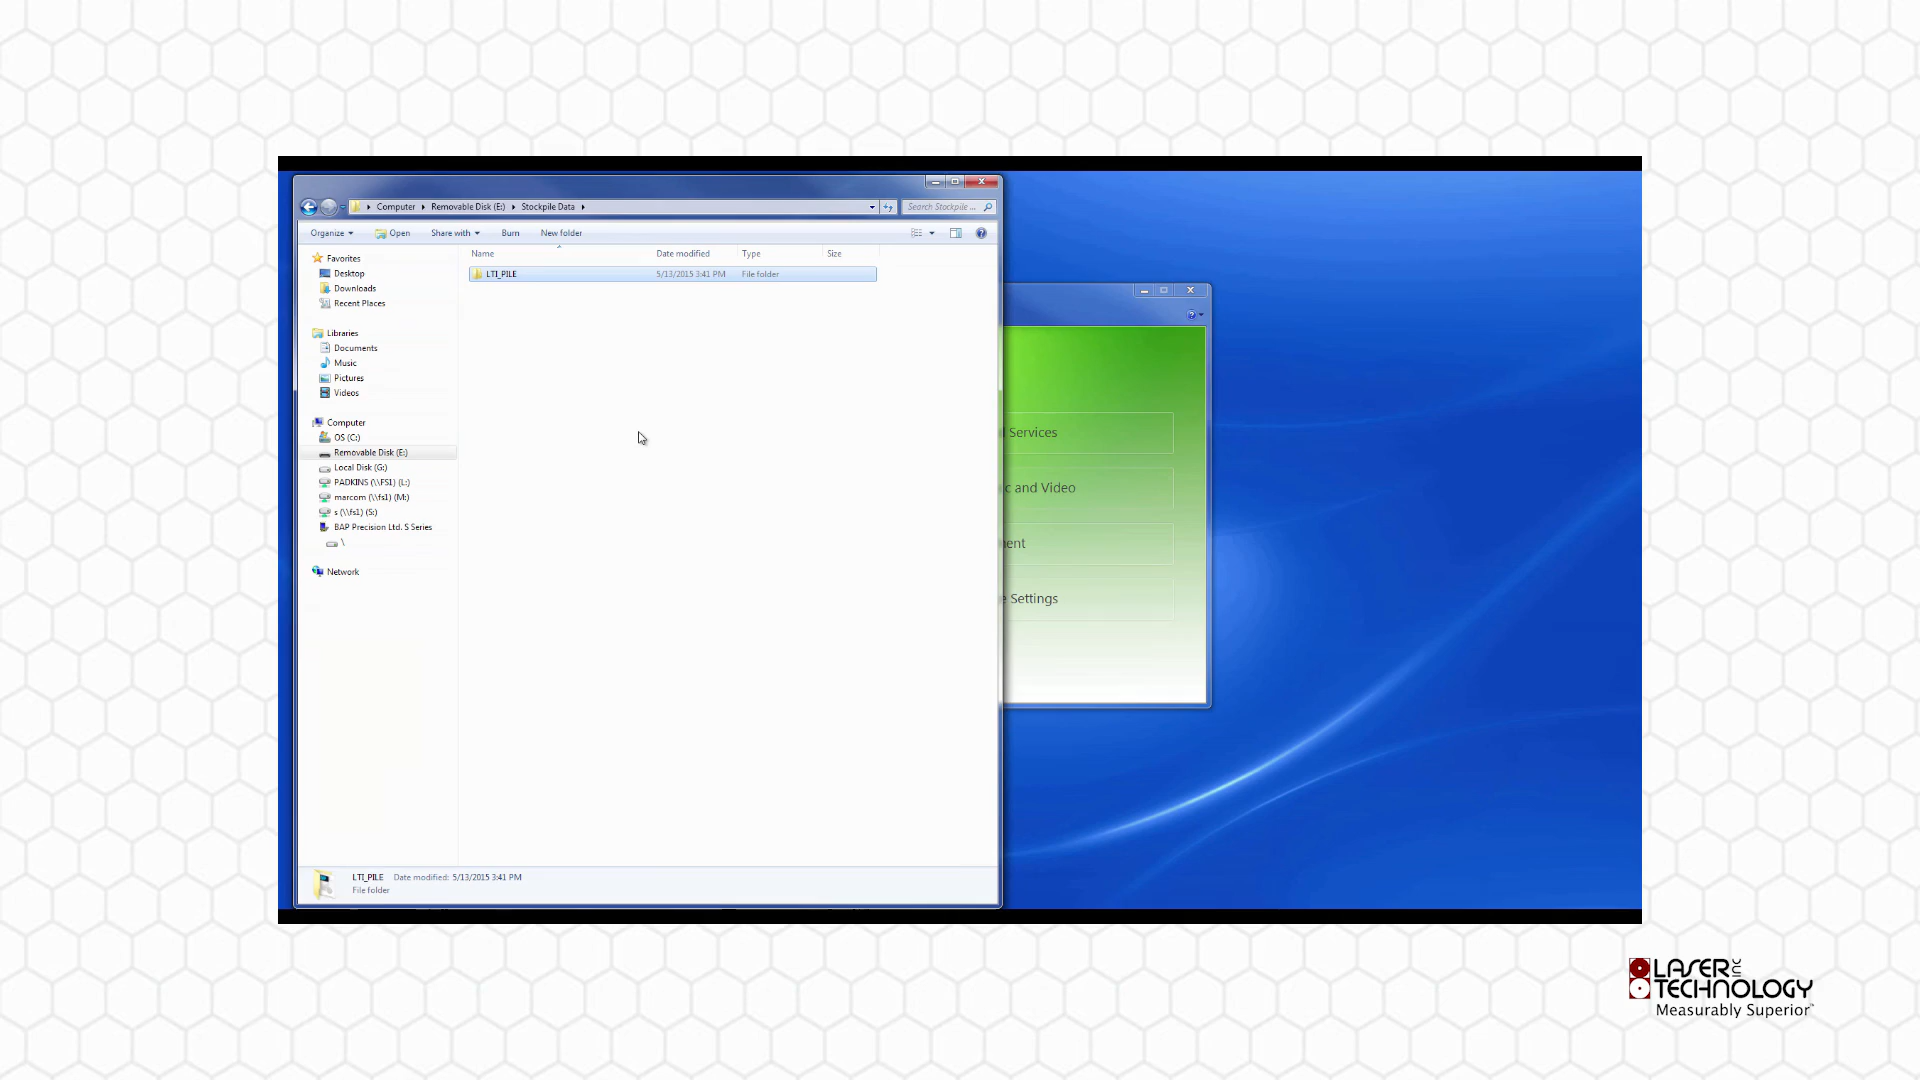 Computer Removable Disk (E:) Stockpile Data
Search Stockpile ...
Organize Open Share with Burn New folder
Name Date modified Type Size
LTI_PILE 5/13/2015 3:41 PM File folder
Favorites
Desktop
Downloads
Recent Places
Libraries
Documents
Music
Pictures
Videos
Computer
OS (C:)
Removable Disk (E:)
Local Disk (G:)
PADKINS (\\FS1) (L:)
marcom (\\fs1) (M:)
s (\\fs1) (S:)
BAP Precision Ltd. S Series
\
Network
Services
and Video
Settings
LTI_PILE Date modified: 5/13/2015 3:41 PM
File folder
LASER INC
TECHNOLOGY
Measurably Superior™